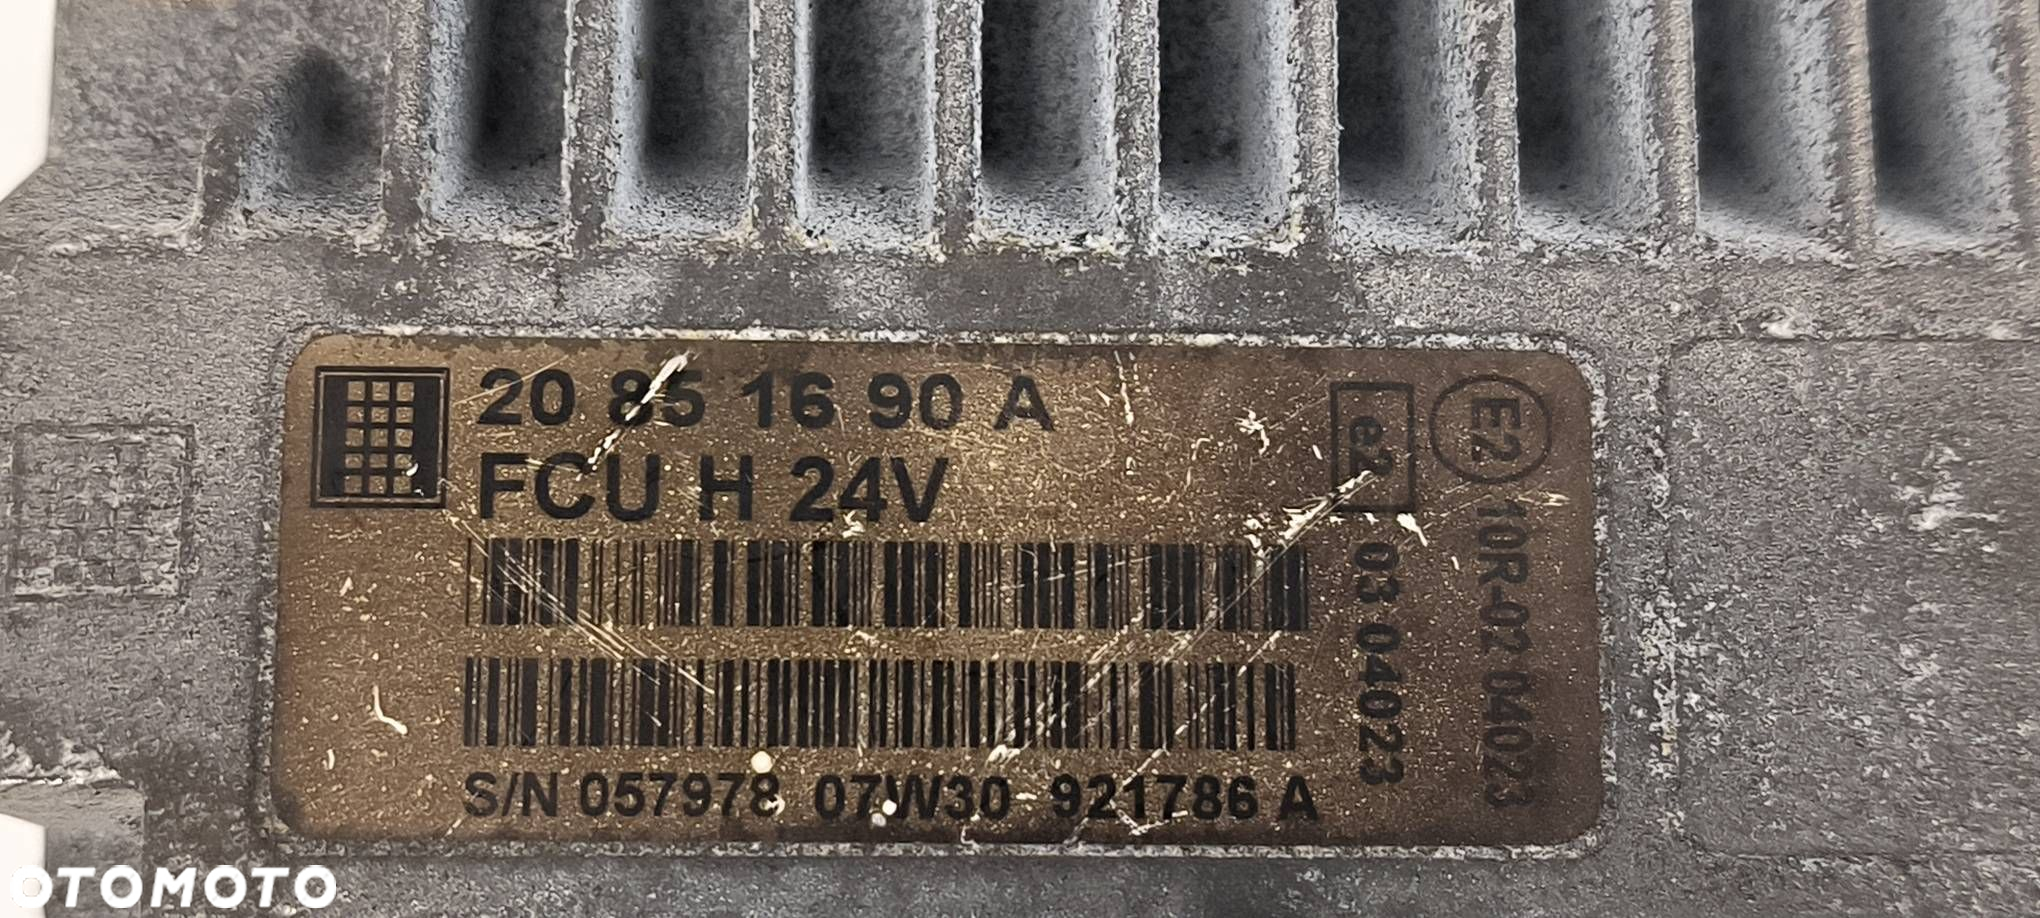 20 85 16 90 A
FCU H 24V
S/N 057978 07W30 921786 A
e2
03 04023
E2
10R-02 04023
OTOMOTO